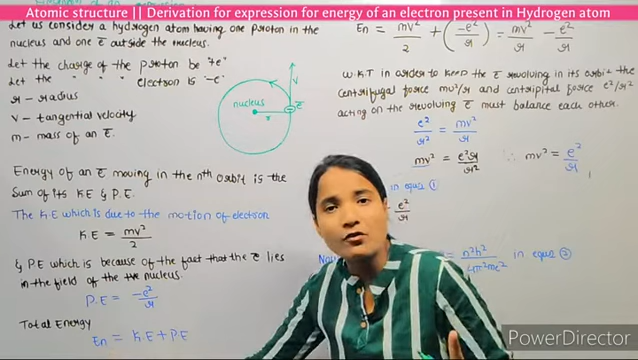 Atomic structure || Derivation for expression for energy of an electron present in Hydrogen atom
Let us consider a hydrogen atom having one proton in the
nucleus and one ē outside the nucleus.
Let the charge of the proton be "+e"
Let the " " " electron is "-e"
r - radius
v - tangential velocity
m - mass of an ē.
nucleus
r
v
ē
Energy of an ē moving in the nth orbit is the
Sum of its K.E & P.E.
The K.E which is due to the motion of electron
K.E = mv²/2
& P.E which is because of the fact that the ē lies
in the field of the nucleus.
P.E = -e²/r
Total Energy
En = K.E + P.E
En = mv²/2 + (-e²/r) = mv²/2 - e²/r
W.K.T in order to keep the ē revolving in its orbit the
centrifugal force mv²/r and centripital force e²/r²
acting on the revolving ē must balance each other.
e²/r² = mv²/r
mv² = e²r/r² ∵ mv² = e²/r
in equn ①
e²/r
= n²h²/4π²me² in equn ②
PowerDirector